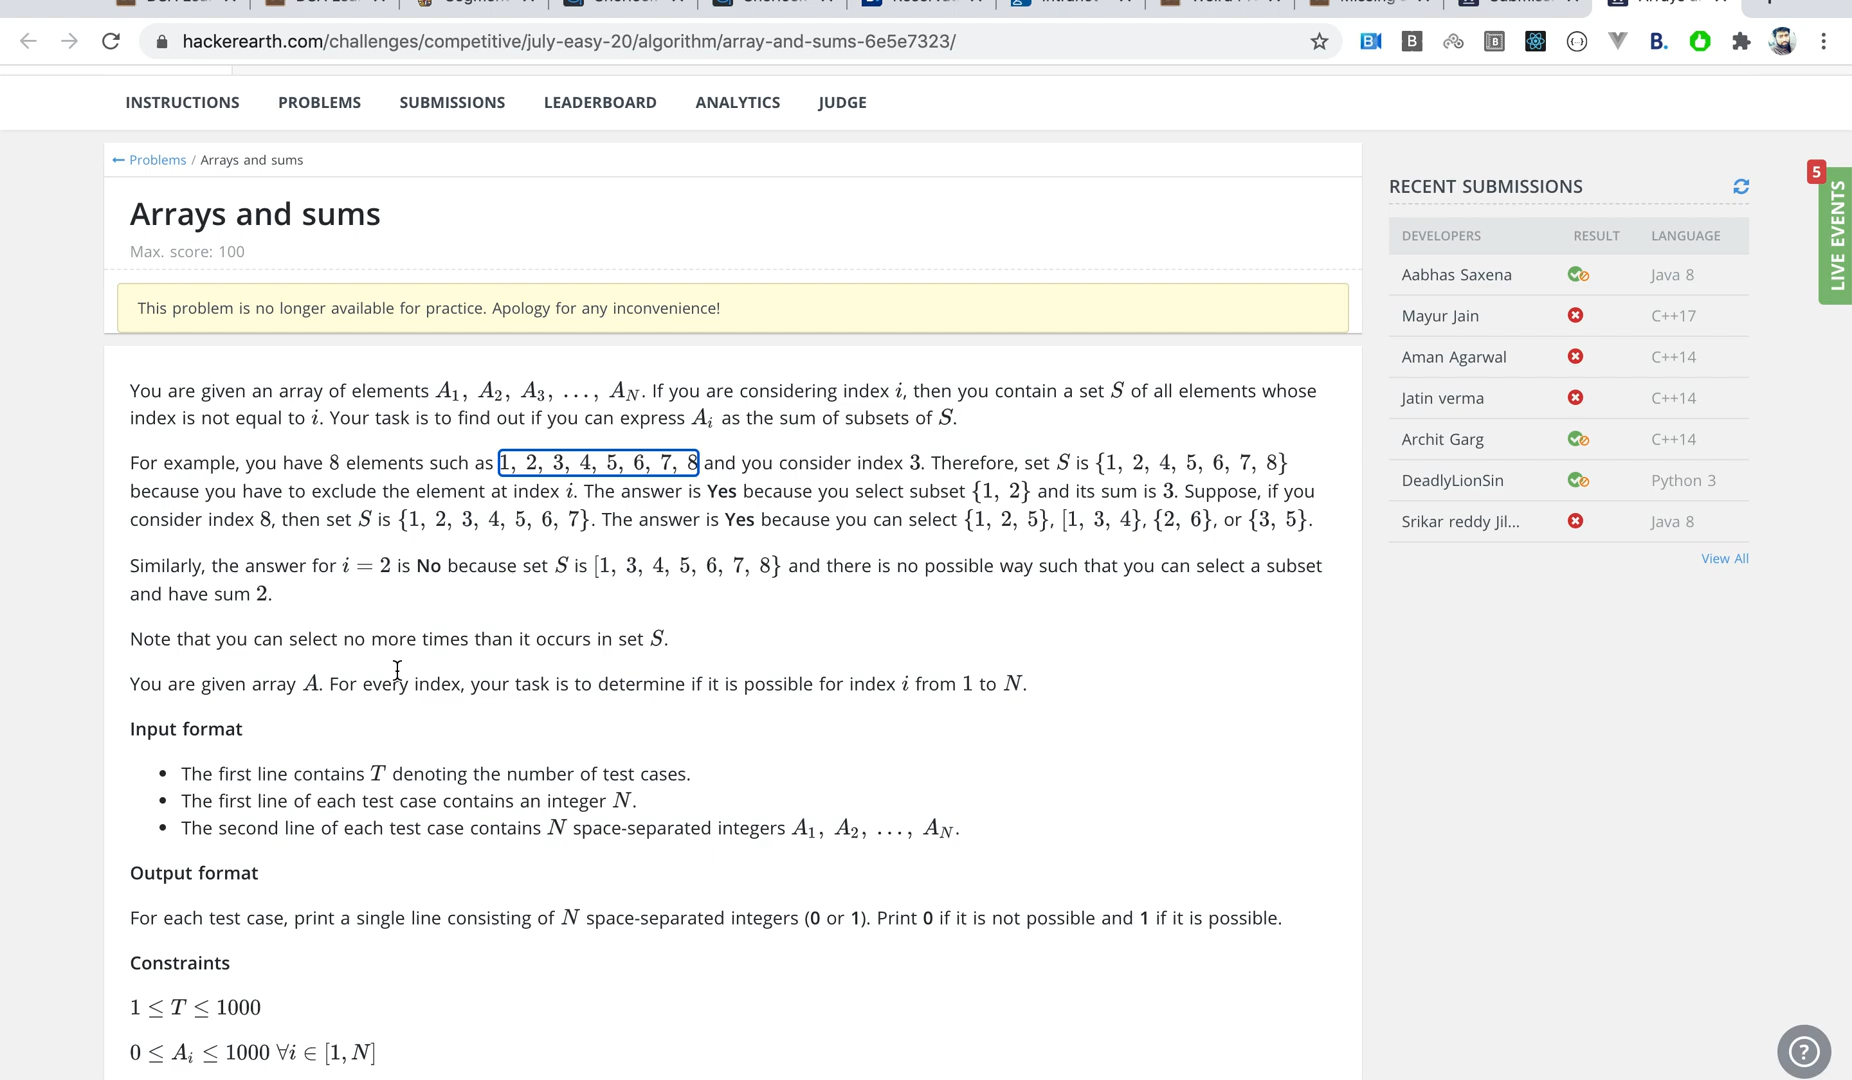 hackerearth.com/challenges/competitive/july-easy-20/algorithm/array-and-sums-6e5e7323/
INSTRUCTIONS PROBLEMS SUBMISSIONS LEADERBOARD ANALYTICS JUDGE
← Problems / Arrays and sums
Arrays and sums
Max. score: 100
This problem is no longer available for practice. Apology for any inconvenience!
You are given an array of elements A₁, A₂, A₃, ..., A_N. If you are considering index i, then you contain a set S of all elements whose
index is not equal to i. Your task is to find out if you can express Aᵢ as the sum of subsets of S.
For example, you have 8 elements such as 1, 2, 3, 4, 5, 6, 7, 8 and you consider index 3. Therefore, set S is {1, 2, 4, 5, 6, 7, 8}
because you have to exclude the element at index i. The answer is Yes because you select subset {1, 2} and its sum is 3. Suppose, if you
consider index 8, then set S is {1, 2, 3, 4, 5, 6, 7}. The answer is Yes because you can select {1, 2, 5}, [1, 3, 4}, {2, 6}, or {3, 5}.
Similarly, the answer for i = 2 is No because set S is [1, 3, 4, 5, 6, 7, 8} and there is no possible way such that you can select a subset
and have sum 2.
Note that you can select no more times than it occurs in set S.
You are given array A. For every index, your task is to determine if it is possible for index i from 1 to N.
Input format
• The first line contains T denoting the number of test cases.
• The first line of each test case contains an integer N.
• The second line of each test case contains N space-separated integers A₁, A₂, ..., A_N.
Output format
For each test case, print a single line consisting of N space-separated integers (0 or 1). Print 0 if it is not possible and 1 if it is possible.
Constraints
1 ≤ T ≤ 1000
0 ≤ Aᵢ ≤ 1000 ∀i ∈ [1, N]
RECENT SUBMISSIONS
DEVELOPERS RESULT LANGUAGE
Aabhas Saxena Java 8
Mayur Jain C++17
Aman Agarwal C++14
Jatin verma C++14
Archit Garg C++14
DeadlyLionSin Python 3
Srikar reddy Jil... Java 8
View All
5
LIVE EVENTS